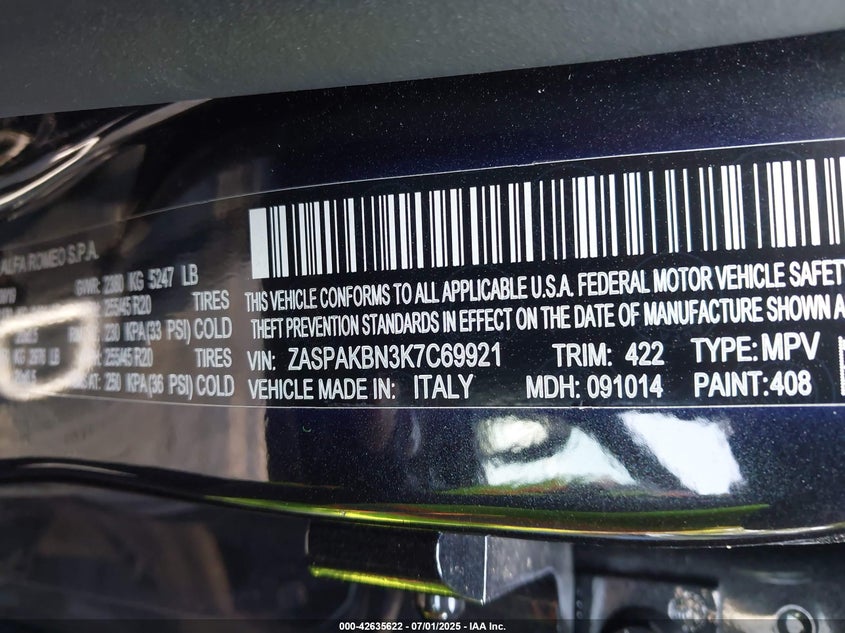 ALFA ROMEO S.P.A.
GVWR: 2380 KG 5247 LB
255/45 R20 TIRES
230 KPA(33 PSI) COLD
255/45 R20 TIRES
AT: 250 KPA(36 PSI) COLD
THIS VEHICLE CONFORMS TO ALL APPLICABLE U.S.A. FEDERAL MOTOR VEHICLE SAFETY
THEFT PREVENTION STANDARDS IN EFFECT ON THE DATE OF MANUFACTURE SHOWN A
VIN: ZASPAKBN3K7C69921 TRIM: 422 TYPE: MPV
VEHICLE MADE IN: ITALY MDH: 091014 PAINT:408
000-42635622 / 07/01/2025 - IAA Inc.